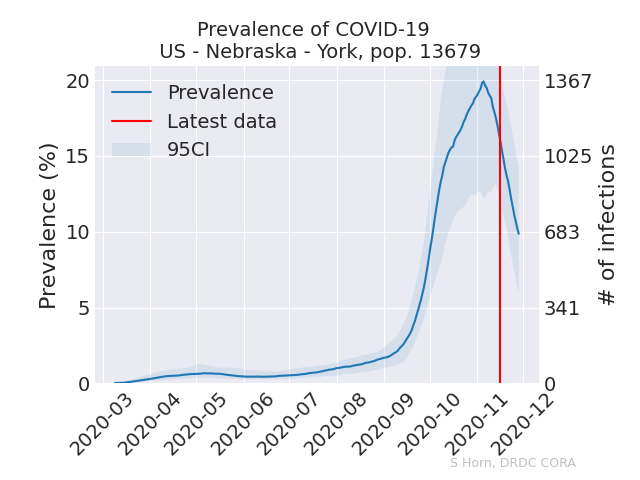 Prevalence of COVID-19
US - Nebraska - York, pop. 13679
Prevalence
Latest data
95CI
Prevalence (%)
20
15
10
5
0
1367
1025
683
341
0
# of infections
2020-03
2020-04
2020-05
2020-06
2020-07
2020-08
2020-09
2020-10
2020-11
2020-12
S Horn, DRDC CORA